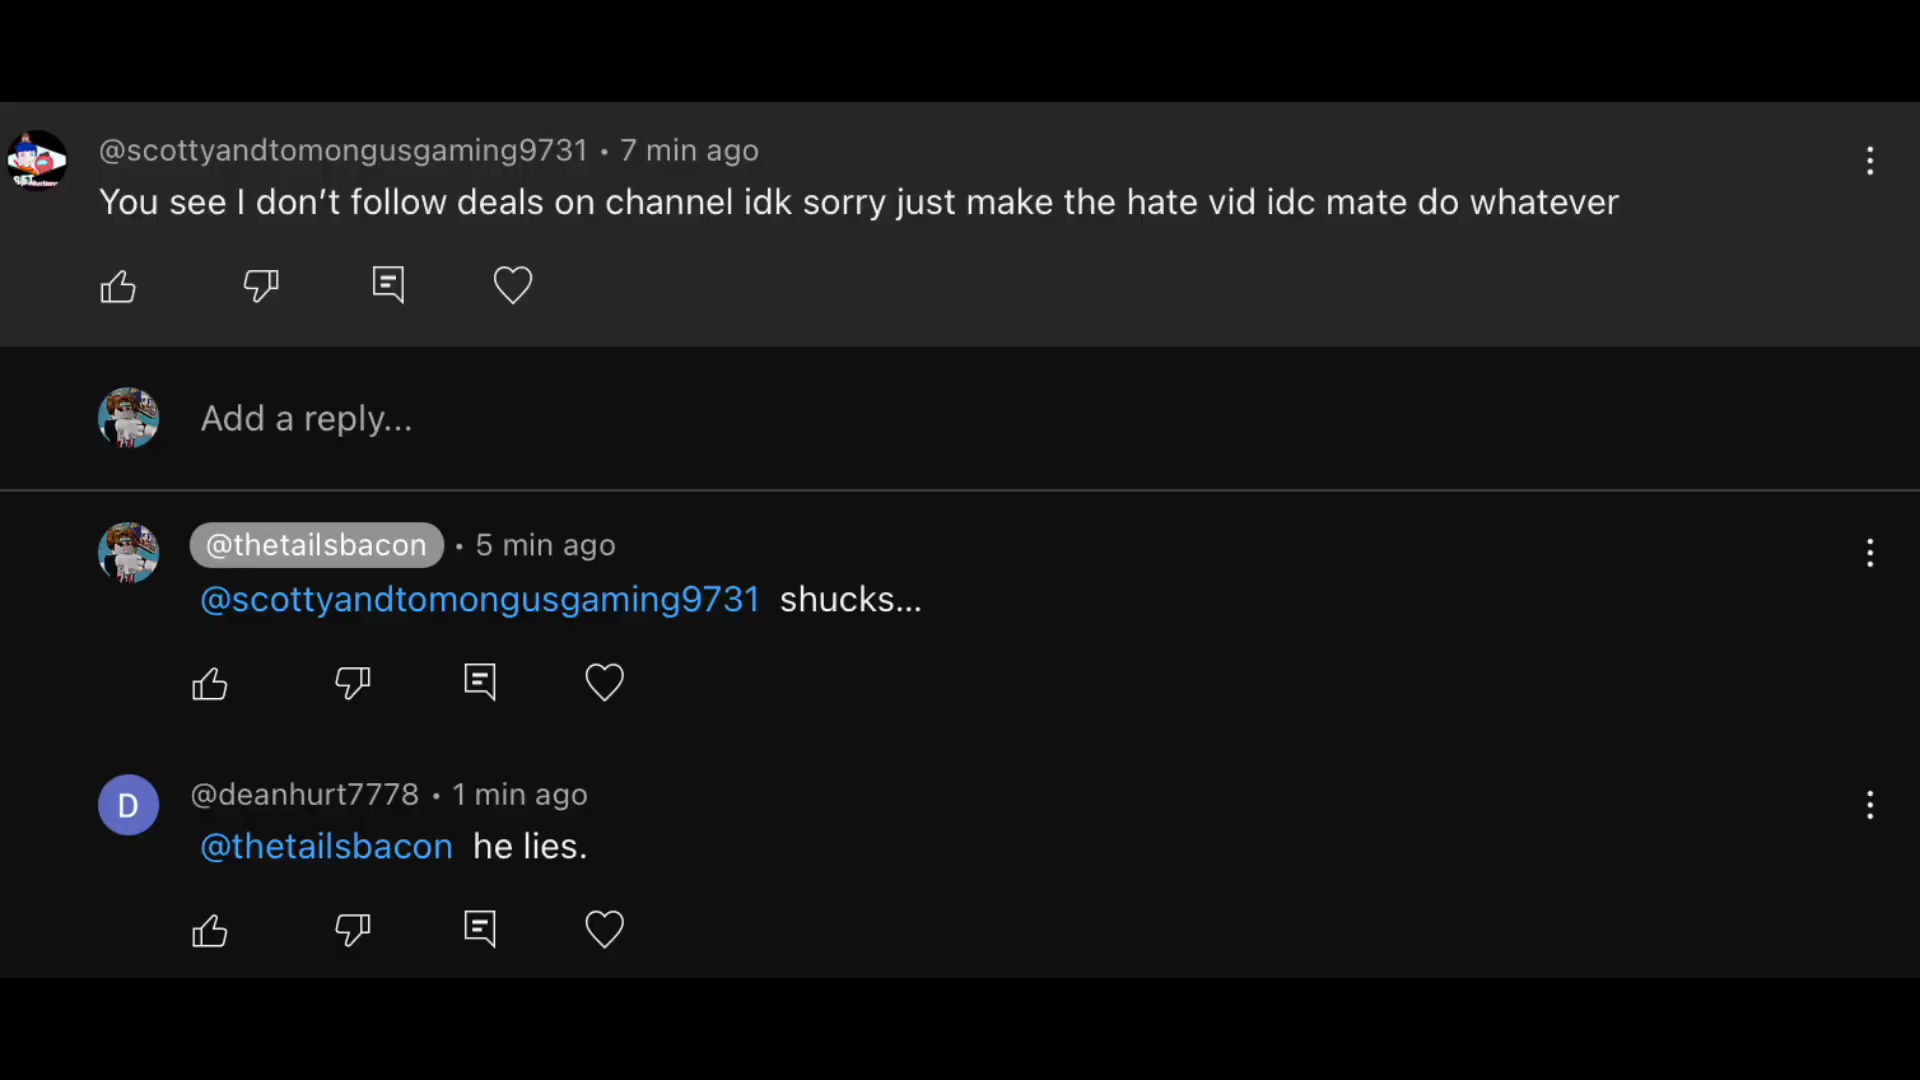 @scottyandtomongusgaming9731 • 7 min ago
You see I don’t follow deals on channel idk sorry just make the hate vid idc mate do whatever
Add a reply...
@thetailsbacon • 5 min ago
@scottyandtomongusgaming9731 shucks...
@deanhurt7778 • 1 min ago
D
@thetailsbacon he lies.